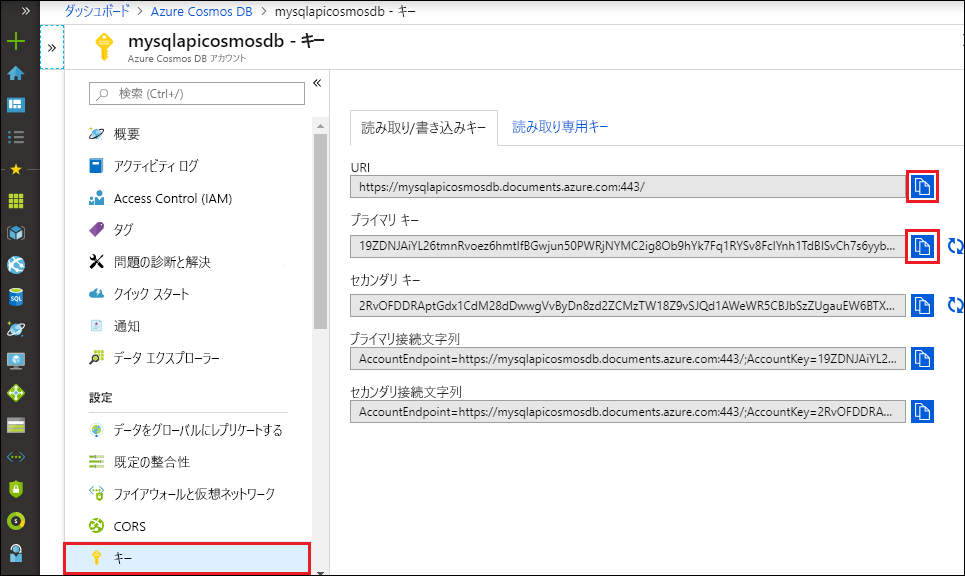 ダッシュボード > Azure Cosmos DB > mysqlapicosmosdb - キー
mysqlapicosmosdb - キー
Azure Cosmos DB アカウント
検索 (Ctrl+/)
概要
アクティビティ ログ
Access Control (IAM)
タグ
問題の診断と解決
クイック スタート
通知
データ エクスプローラー
設定
データをグローバルにレプリケートする
既定の整合性
ファイアウォールと仮想ネットワーク
CORS
キー
読み取り/書き込みキー
読み取り専用キー
URI
https://mysqlapicosmosdb.documents.azure.com:443/
プライマリ キー
19ZDNJAiYL26tmnRvoez6hmtIfBGwjun50PWRjNYMC2ig8Ob9hYk7Fq1RYSv8FcIYnh1TdBISvCh7s6yyb...
セカンダリ キー
2RvOFDDRAptGdx1CdM28dDwwgVvByDn8zd2ZCMzTW18Z9vSJQd1AWeWR5CBJbSzZUgauEW6BTX...
プライマリ接続文字列
AccountEndpoint=https://mysqlapicosmosdb.documents.azure.com:443/;AccountKey=19ZDNJAiYL2...
セカンダリ接続文字列
AccountEndpoint=https://mysqlapicosmosdb.documents.azure.com:443/;AccountKey=2RvOFDDRA...